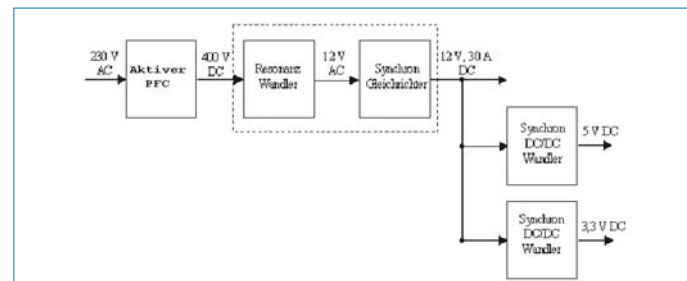 230 V
AC
Aktiver
PFC
400 V
DC
Resonanz
Wandler
12 V
AC
Synchron
Gleichrichter
12 V, 30 A
DC
Synchron
DC/DC
Wandler
5 V DC
Synchron
DC/DC
Wandler
3,3 V DC